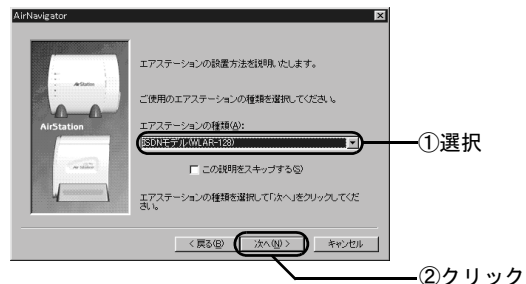 AirNavigator
エアステーションの設置方法を説明いたします。
ご使用のエアステーションの種類を選択してください。
エアステーションの種類(A):
ISDNモデル(WLAR-128)
①選択
この説明をスキップする(S)
エアステーションの種類を選択して「次へ」をクリックしてくだ
さい。
AirStation
AirStation
< 戻る(B)
次へ(N) >
キャンセル
②クリック